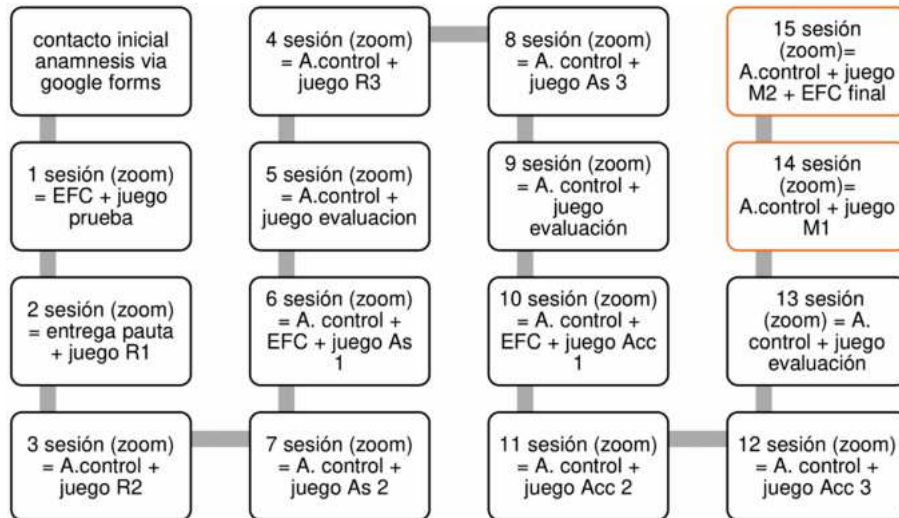 contacto inicial
anamnesis via
google forms
1 sesión (zoom)
= EFC + juego
prueba
2 sesión (zoom)
= entrega pauta
+ juego R1
3 sesión (zoom)
= A.control +
juego R2
4 sesión (zoom)
= A.control +
juego R3
5 sesión (zoom)
= A.control +
juego evaluacion
6 sesión (zoom)
= A. control +
EFC + juego As
1
7 sesión (zoom)
= A. control +
juego As 2
8 sesión (zoom)
= A. control +
juego As 3
9 sesión (zoom)
= A. control +
juego
evaluación
10 sesión (zoom)
= A. control +
EFC + juego Acc
1
11 sesión (zoom)
= A. control +
juego Acc 2
12 sesión (zoom)
= A. control +
juego Acc 3
13 sesión
(zoom) = A.
control + juego
evaluación
14 sesión
(zoom)=
A.control + juego
M1
15 sesión
(zoom)=
A.control + juego
M2 + EFC final